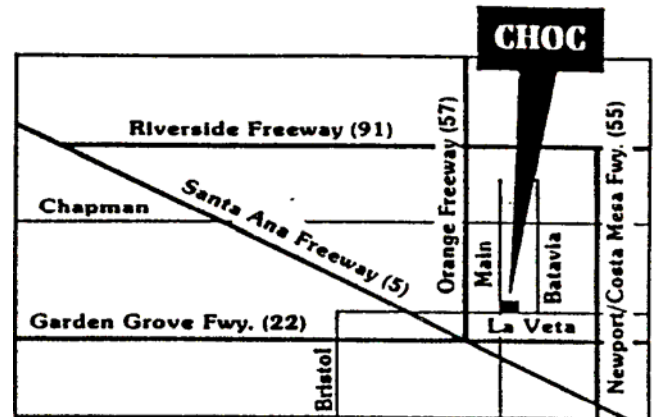 CHOC
Riverside Freeway (91)
Orange Freeway (57)
Newport/Costa Mesa Fwy. (55)
Santa Ana Freeway (5)
Chapman
Main
Batavia
Garden Grove Fwy. (22)
La Veta
Bristol